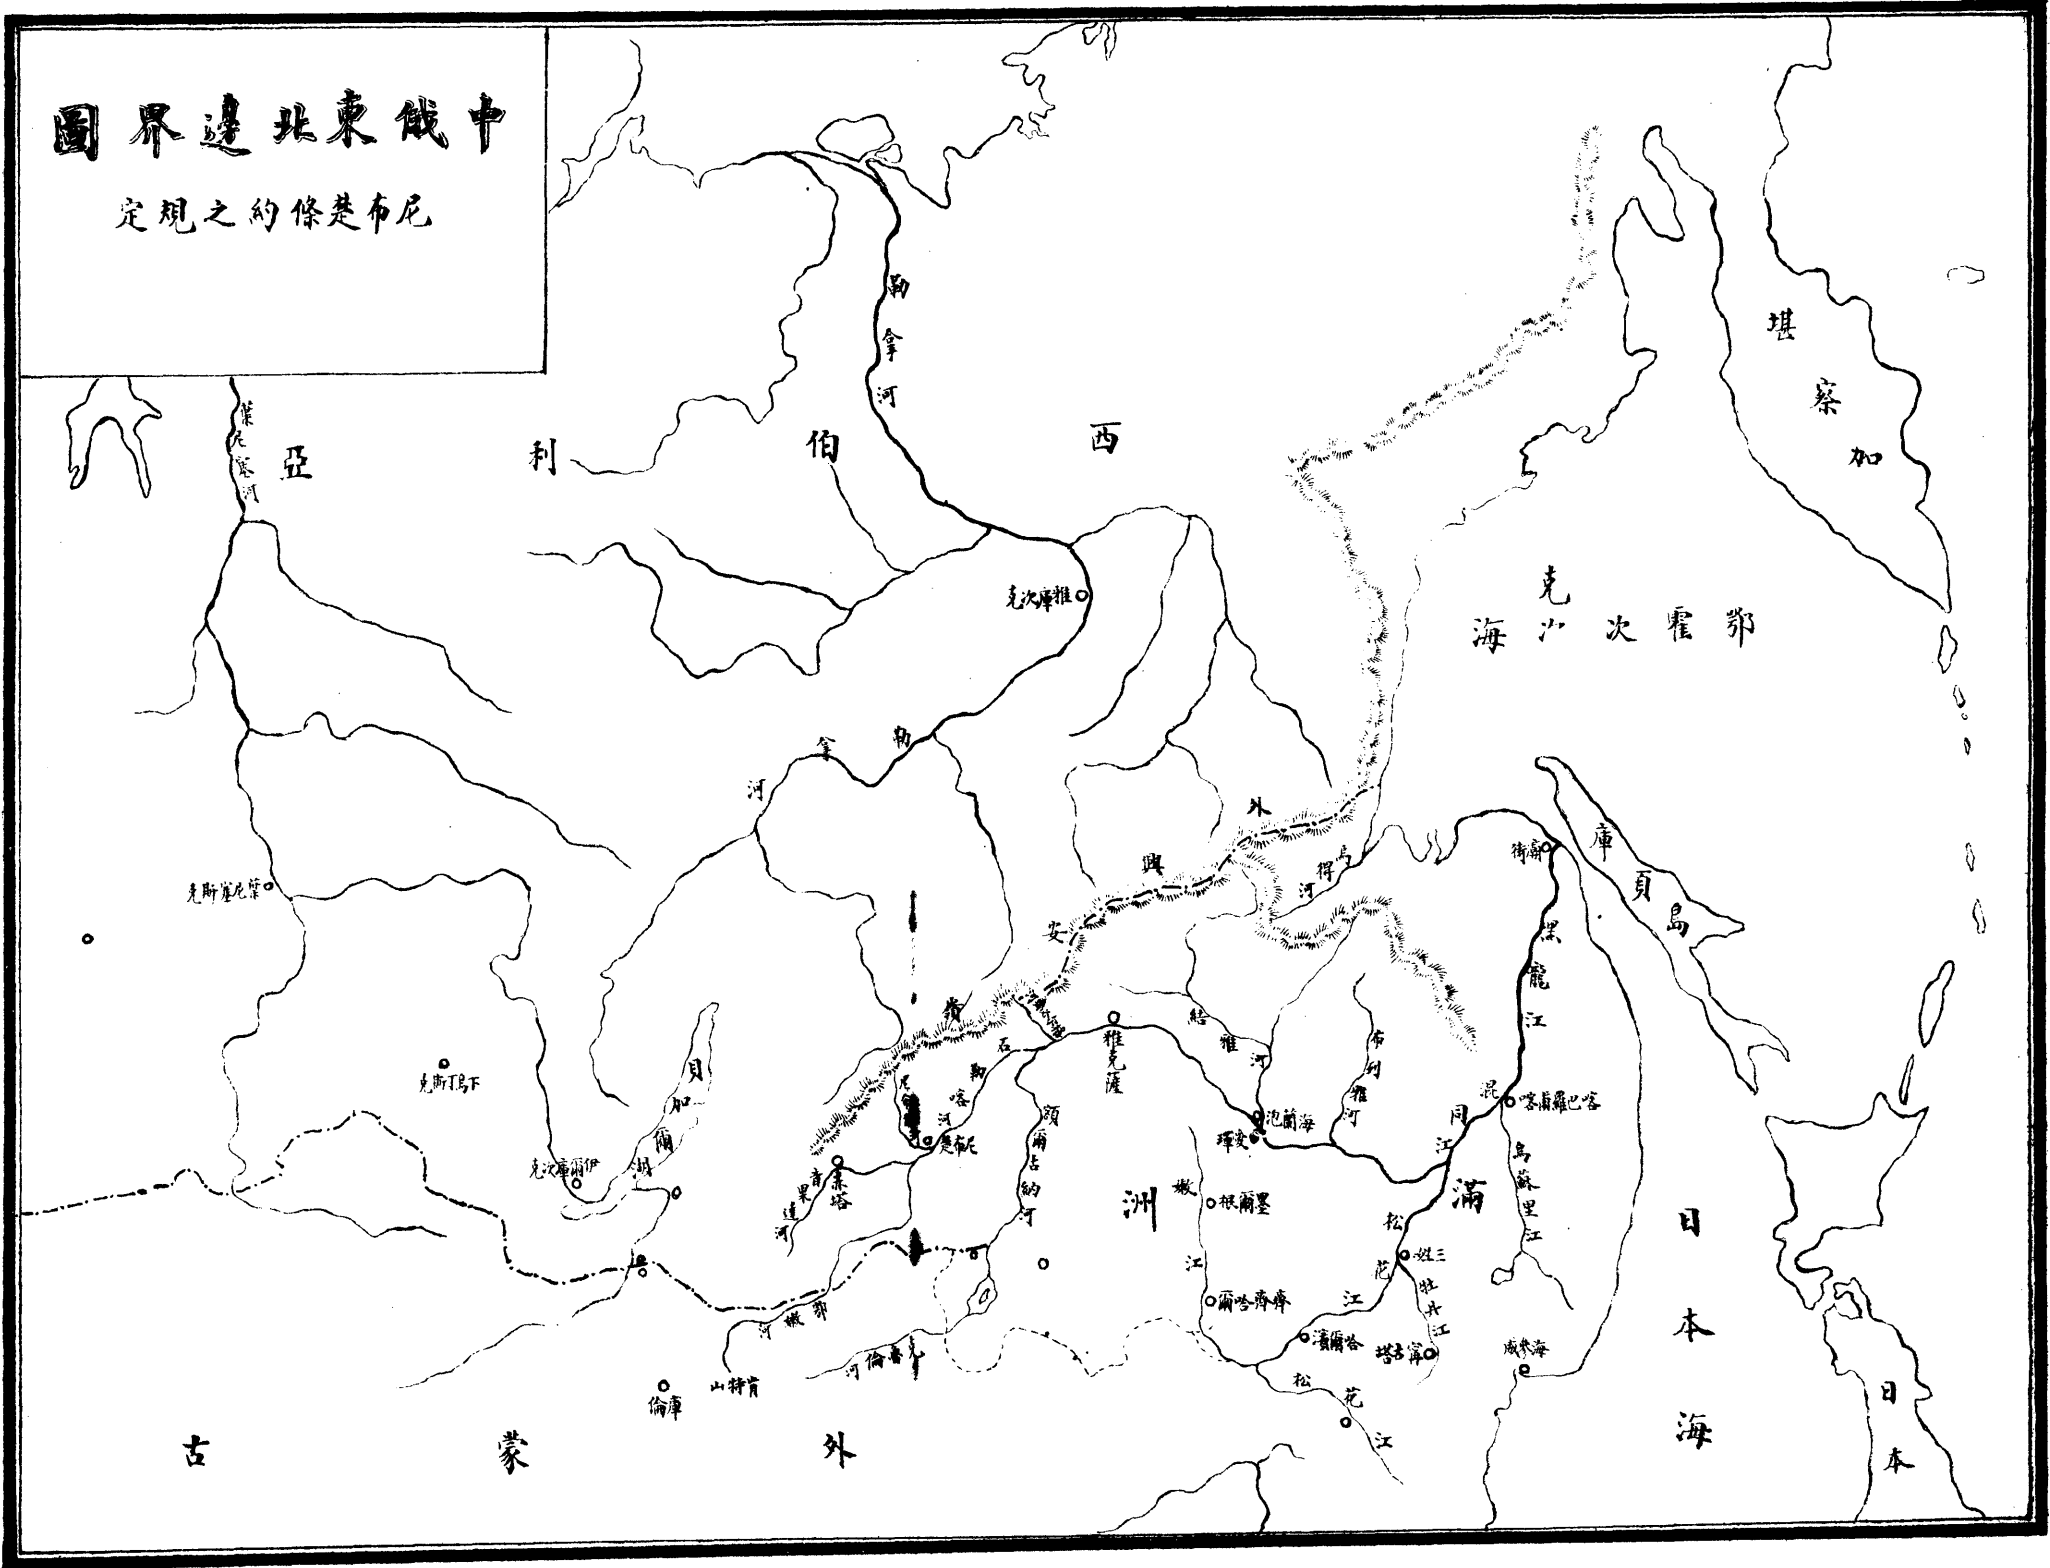 中俄東北邊界圖
尼布楚條約之規定
葉尼塞河
勒拿河
西伯利亞
堪察加
雅庫次克
鄂霍次克海
勒拿河
外興安嶺
烏得河
廟街
庫頁島
葉尼塞斯克
黑龍江
下烏丁斯克
貝加爾湖
伊爾庫次克
石勒喀河
尼布楚
雅克薩
結雅河
布列雅河
混同江
喀巴羅甫喀
海蘭泡
璦琿
額爾古納河
音果達河
赤塔
烏蘇里江
滿洲
嫩江
墨爾根
松花江
三姓
牡丹江
齊齊哈爾
哈爾濱
寧古塔
海參崴
鄂嫩河
克魯倫河
肯特山
庫倫
松花江
日本海
日本
外蒙古